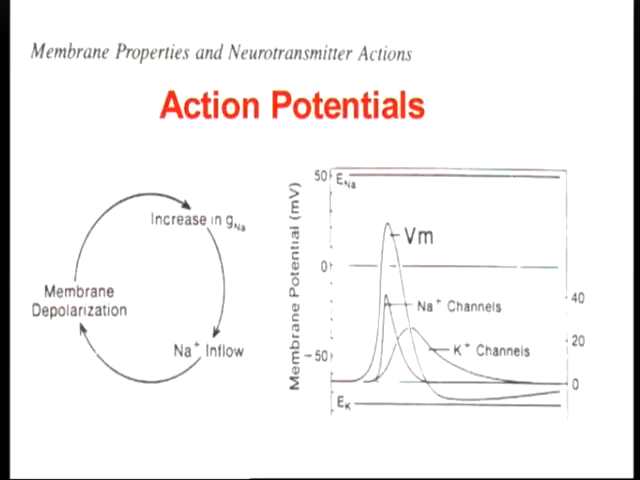 Membrane Properties and Neurotransmitter Actions
Action Potentials
Increase in gNa
Membrane
Depolarization
Na+ Inflow
Membrane Potential (mV)
50
ENa
Vm
0
Na+ Channels
40
K+ Channels
20
-50
0
EK